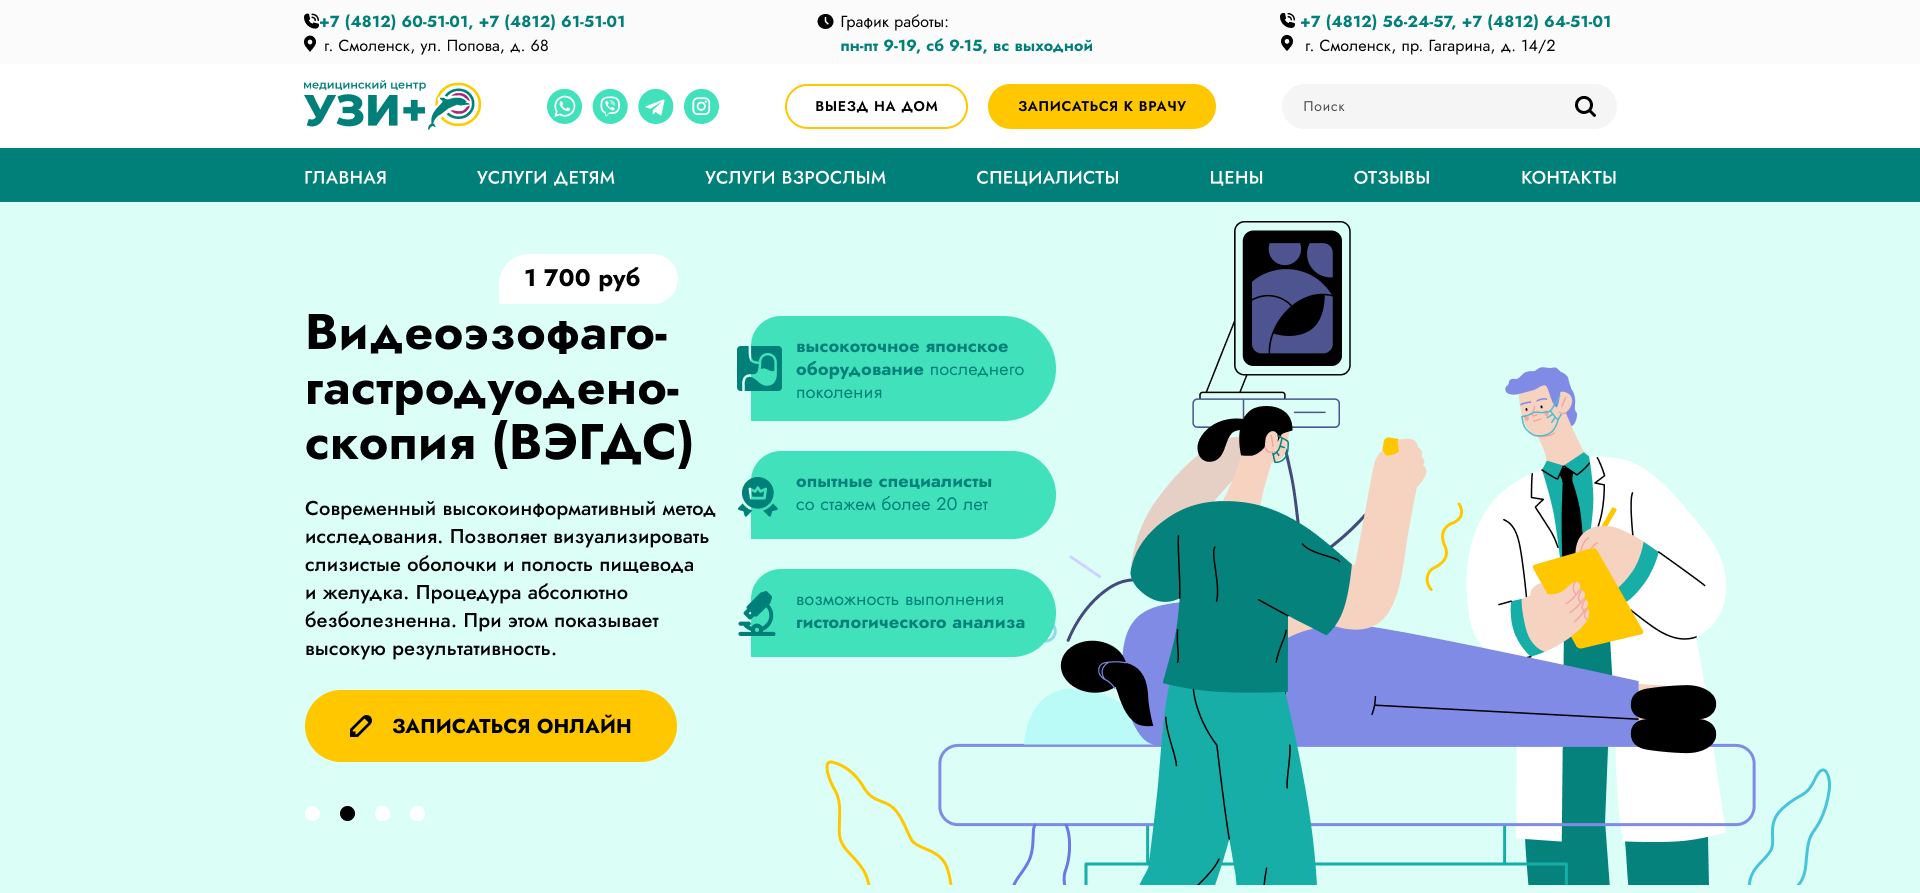 +7 (4812) 60-51-01, +7 (4812) 61-51-01
г. Смоленск, ул. Попова, д. 68
График работы:
пн-пт 9-19, сб 9-15, вс выходной
+7 (4812) 56-24-57, +7 (4812) 64-51-01
г. Смоленск, пр. Гагарина, д. 14/2
медицинский центр
УЗИ+
ВЫЕЗД НА ДОМ
ЗАПИСАТЬСЯ К ВРАЧУ
Поиск
ГЛАВНАЯ УСЛУГИ ДЕТЯМ УСЛУГИ ВЗРОСЛЫМ СПЕЦИАЛИСТЫ ЦЕНЫ ОТЗЫВЫ КОНТАКТЫ
1 700 руб
Видеоэзофаго-
гастродуодено-
скопия (ВЭГДС)
Современный высокоинформативный метод
исследования. Позволяет визуализировать
слизистые оболочки и полость пищевода
и желудка. Процедура абсолютно
безболезненна. При этом показывает
высокую результативность.
ЗАПИСАТЬСЯ ОНЛАЙН
высокоточное японское
оборудование последнего
поколения
опытные специалисты
со стажем более 20 лет
возможность выполнения
гистологического анализа